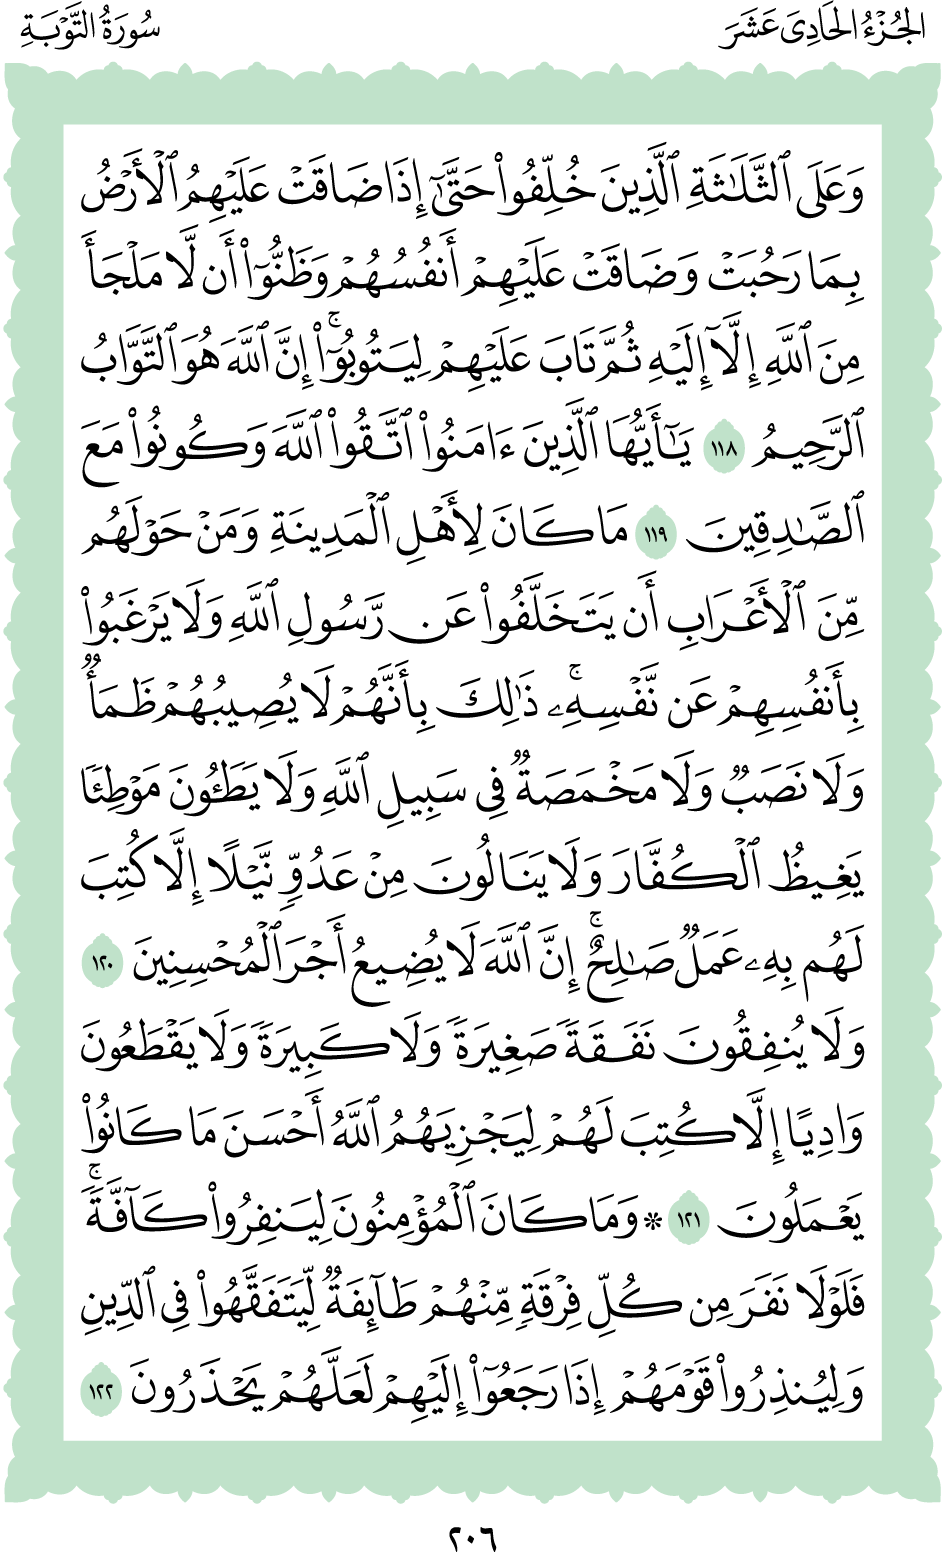 الجُزْءُ الحَادِىَ عَشَرَ
سُورَةُ التَّوۡبَةِ
وَعَلَى ٱلثَّلَٰثَةِ ٱلَّذِينَ خُلِّفُواْ حَتَّىٰٓ إِذَا ضَاقَتۡ عَلَيۡهِمُ ٱلۡأَرۡضُ
بِمَا رَحُبَتۡ وَضَاقَتۡ عَلَيۡهِمۡ أَنفُسُهُمۡ وَظَنُّوٓاْ أَن لَّا مَلۡجَأَ
مِنَ ٱللَّهِ إِلَّآ إِلَيۡهِ ثُمَّ تَابَ عَلَيۡهِمۡ لِيَتُوبُوٓاْۚ إِنَّ ٱللَّهَ هُوَ ٱلتَّوَّابُ
ٱلرَّحِيمُ ١١٨ يَٰٓأَيُّهَا ٱلَّذِينَ ءَامَنُواْ ٱتَّقُواْ ٱللَّهَ وَكُونُواْ مَعَ
ٱلصَّٰدِقِينَ ١١٩ مَا كَانَ لِأَهۡلِ ٱلۡمَدِينَةِ وَمَنۡ حَوۡلَهُم
مِّنَ ٱلۡأَعۡرَابِ أَن يَتَخَلَّفُواْ عَن رَّسُولِ ٱللَّهِ وَلَا يَرۡغَبُواْ
بِأَنفُسِهِمۡ عَن نَّفۡسِهِۦۚ ذَٰلِكَ بِأَنَّهُمۡ لَا يُصِيبُهُمۡ ظَمَأٞ
وَلَا نَصَبٞ وَلَا مَخۡمَصَةٞ فِي سَبِيلِ ٱللَّهِ وَلَا يَطَـُٔونَ مَوۡطِئٗا
يَغِيظُ ٱلۡكُفَّارَ وَلَا يَنَالُونَ مِنۡ عَدُوّٖ نَّيۡلًا إِلَّا كُتِبَ
لَهُم بِهِۦ عَمَلٞ صَٰلِحٌۚ إِنَّ ٱللَّهَ لَا يُضِيعُ أَجۡرَ ٱلۡمُحۡسِنِينَ ١٢٠
وَلَا يُنفِقُونَ نَفَقَةٗ صَغِيرَةٗ وَلَا كَبِيرَةٗ وَلَا يَقۡطَعُونَ
وَادِيًا إِلَّا كُتِبَ لَهُمۡ لِيَجۡزِيَهُمُ ٱللَّهُ أَحۡسَنَ مَا كَانُواْ
يَعۡمَلُونَ ١٢١ ۞وَمَا كَانَ ٱلۡمُؤۡمِنُونَ لِيَنفِرُواْ كَآفَّةٗۚ
فَلَوۡلَا نَفَرَ مِن كُلِّ فِرۡقَةٖ مِّنۡهُمۡ طَآئِفَةٞ لِّيَتَفَقَّهُواْ فِي ٱلدِّينِ
وَلِيُنذِرُواْ قَوۡمَهُمۡ إِذَا رَجَعُوٓاْ إِلَيۡهِمۡ لَعَلَّهُمۡ يَحۡذَرُونَ ١٢٢
٢٠٦